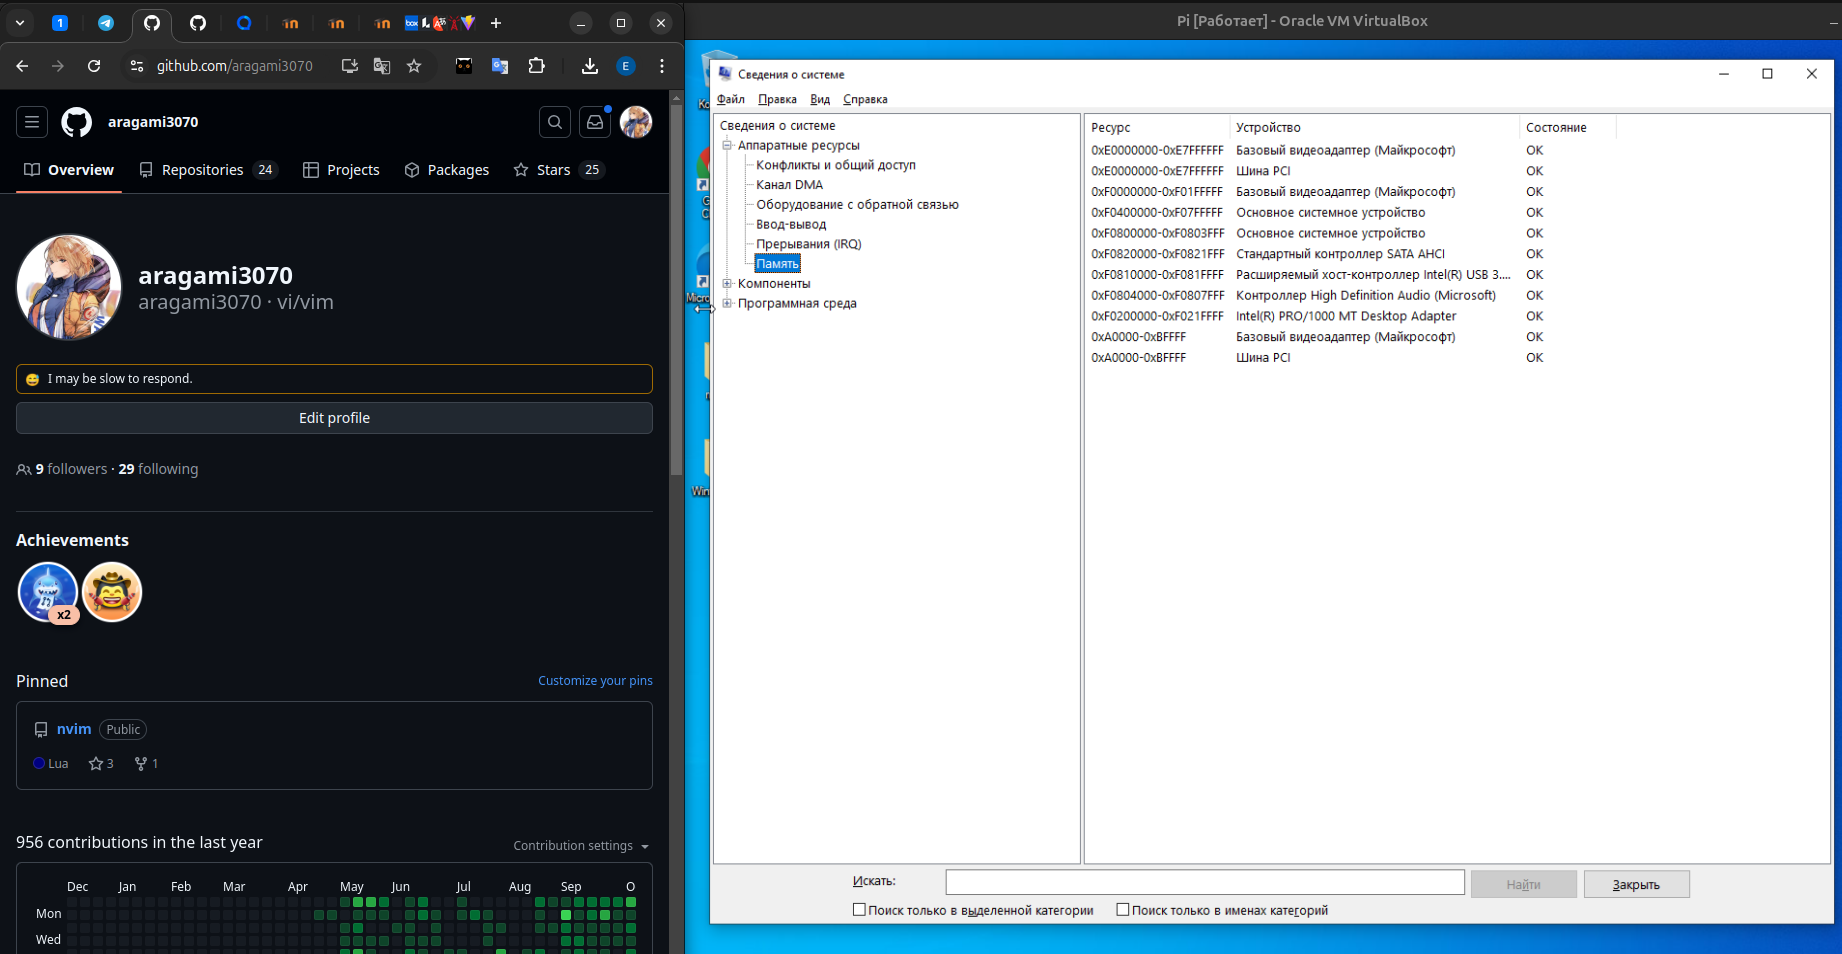 1
github.com/aragami3070
E
aragami3070
Overview
Repositories 24
Projects
Packages
Stars 25
aragami3070
aragami3070 · vi/vim
I may be slow to respond.
Edit profile
9 followers · 29 following
Achievements
x2
Pinned
Customize your pins
nvim Public
Lua 3 1
956 contributions in the last year
Contribution settings
Dec Jan Feb Mar Apr May Jun Jul Aug Sep O
Mon
Wed
Pi [Работает] - Oracle VM VirtualBox
Сведения о системе
Файл Правка Вид Справка
Сведения о системе
Аппаратные ресурсы
Конфликты и общий доступ
Канал DMA
Оборудование с обратной связью
Ввод-вывод
Прерывания (IRQ)
Память
Компоненты
Программная среда
Ресурс Устройство Состояние
0xE0000000-0xE7FFFFFF Базовый видеоадаптер (Майкрософт) OK
0xE0000000-0xE7FFFFFF Шина PCI OK
0xF0000000-0xF01FFFFF Базовый видеоадаптер (Майкрософт) OK
0xF0400000-0xF07FFFFF Основное системное устройство OK
0xF0800000-0xF0803FFF Основное системное устройство OK
0xF0820000-0xF0821FFF Стандартный контроллер SATA AHCI OK
0xF0810000-0xF081FFFF Расширяемый хост-контроллер Intel(R) USB 3.... OK
0xF0804000-0xF0807FFF Контроллер High Definition Audio (Microsoft) OK
0xF0200000-0xF021FFFF Intel(R) PRO/1000 MT Desktop Adapter OK
0xA0000-0xBFFFF Базовый видеоадаптер (Майкрософт) OK
0xA0000-0xBFFFF Шина PCI OK
Искать:
Найти
Закрыть
Поиск только в выделенной категории
Поиск только в именах категорий